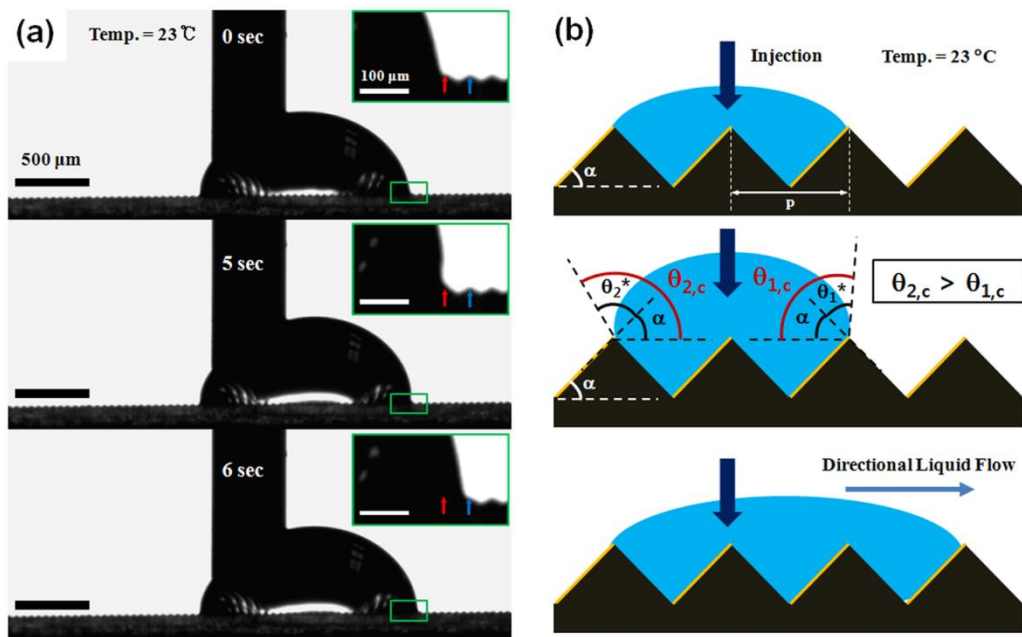 (a)
Temp. = 23 ℃
0 sec
100 µm
500 µm
5 sec
6 sec
(b)
Injection
Temp. = 23 °C
α
p
θ2* θ2,c θ1,c θ1*
θ2,c > θ1,c
α α
α
Directional Liquid Flow